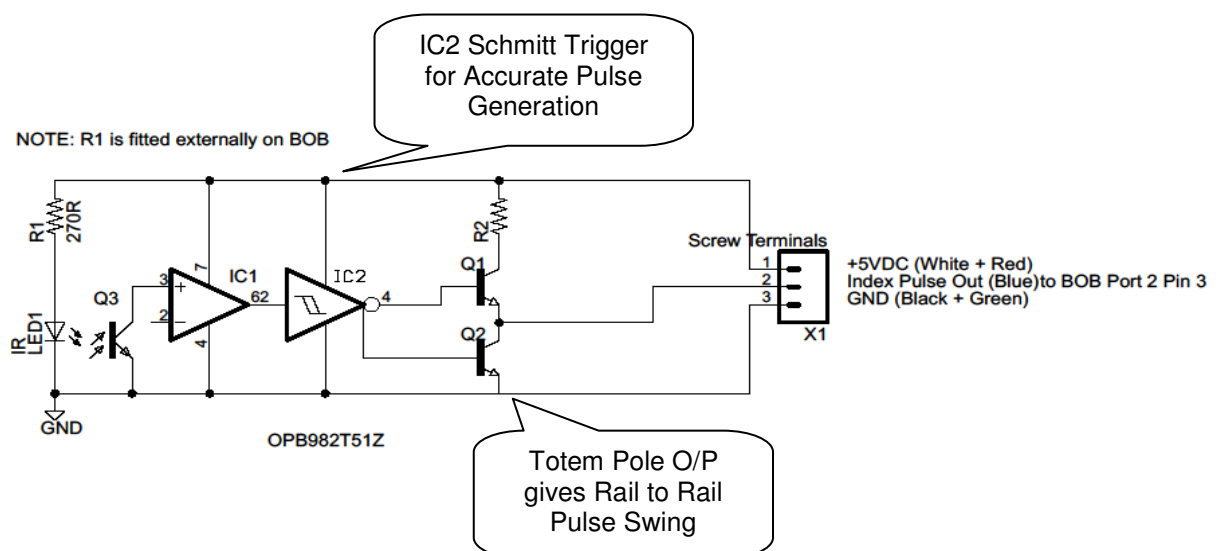 IC2 Schmitt Trigger
for Accurate Pulse
Generation
NOTE: R1 is fitted externally on BOB
R1
270R
R2
Screw Terminals
IC1
IC2
Q1
Q3
3
+
7
62
4
2
−
4
1
2
3
+5VDC (White + Red)
Index Pulse Out (Blue)to BOB Port 2 Pin 3
GND (Black + Green)
X1
IR
LED1
Q2
GND
OPB982T51Z
Totem Pole O/P
gives Rail to Rail
Pulse Swing